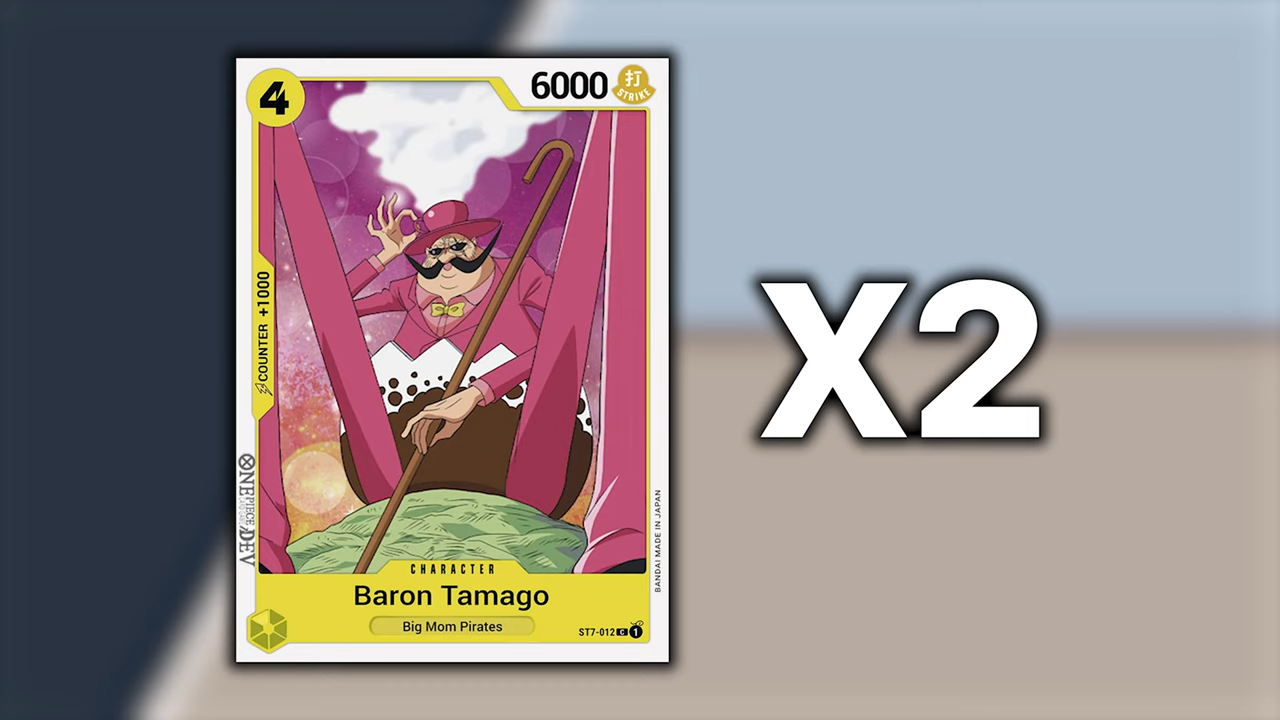 4
6000
打
STRIKE
COUNTER +1000
ONE PIECE
DEV
BANDAI MADE IN JAPAN
CHARACTER
Baron Tamago
Big Mom Pirates
ST7-012 C 1
X2